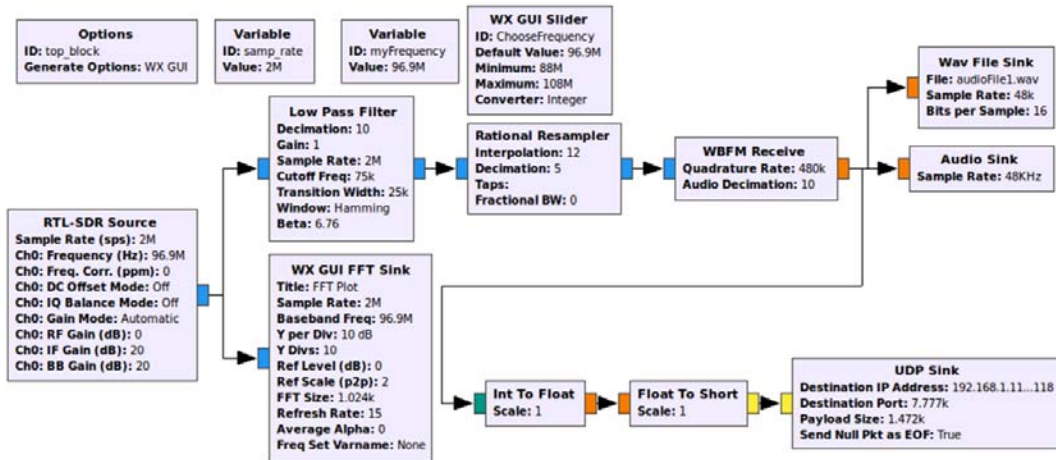 Options
ID: top_block
Generate Options: WX GUI
Variable
ID: samp_rate
Value: 2M
Variable
ID: myFrequency
Value: 96.9M
WX GUI Slider
ID: ChooseFrequency
Default Value: 96.9M
Minimum: 88M
Maximum: 108M
Converter: Integer
Wav File Sink
File: audioFile1.wav
Sample Rate: 48k
Bits per Sample: 16
Low Pass Filter
Decimation: 10
Gain: 1
Sample Rate: 2M
Cutoff Freq: 75k
Transition Width: 25k
Window: Hamming
Beta: 6.76
Rational Resampler
Interpolation: 12
Decimation: 5
Taps:
Fractional BW: 0
WBFM Receive
Quadrature Rate: 480k
Audio Decimation: 10
Audio Sink
Sample Rate: 48KHz
RTL-SDR Source
Sample Rate (sps): 2M
Ch0: Frequency (Hz): 96.9M
Ch0: Freq. Corr. (ppm): 0
Ch0: DC Offset Mode: Off
Ch0: IQ Balance Mode: Off
Ch0: Gain Mode: Automatic
Ch0: RF Gain (dB): 0
Ch0: IF Gain (dB): 20
Ch0: BB Gain (dB): 20
WX GUI FFT Sink
Title: FFT Plot
Sample Rate: 2M
Baseband Freq: 96.9M
Y per Div: 10 dB
Y Divs: 10
Ref Level (dB): 0
Ref Scale (p2p): 2
FFT Size: 1.024k
Refresh Rate: 15
Average Alpha: 0
Freq Set Varname: None
Int To Float
Scale: 1
Float To Short
Scale: 1
UDP Sink
Destination IP Address: 192.168.1.11...118
Destination Port: 7.777k
Payload Size: 1.472k
Send Null Pkt as EOF: True